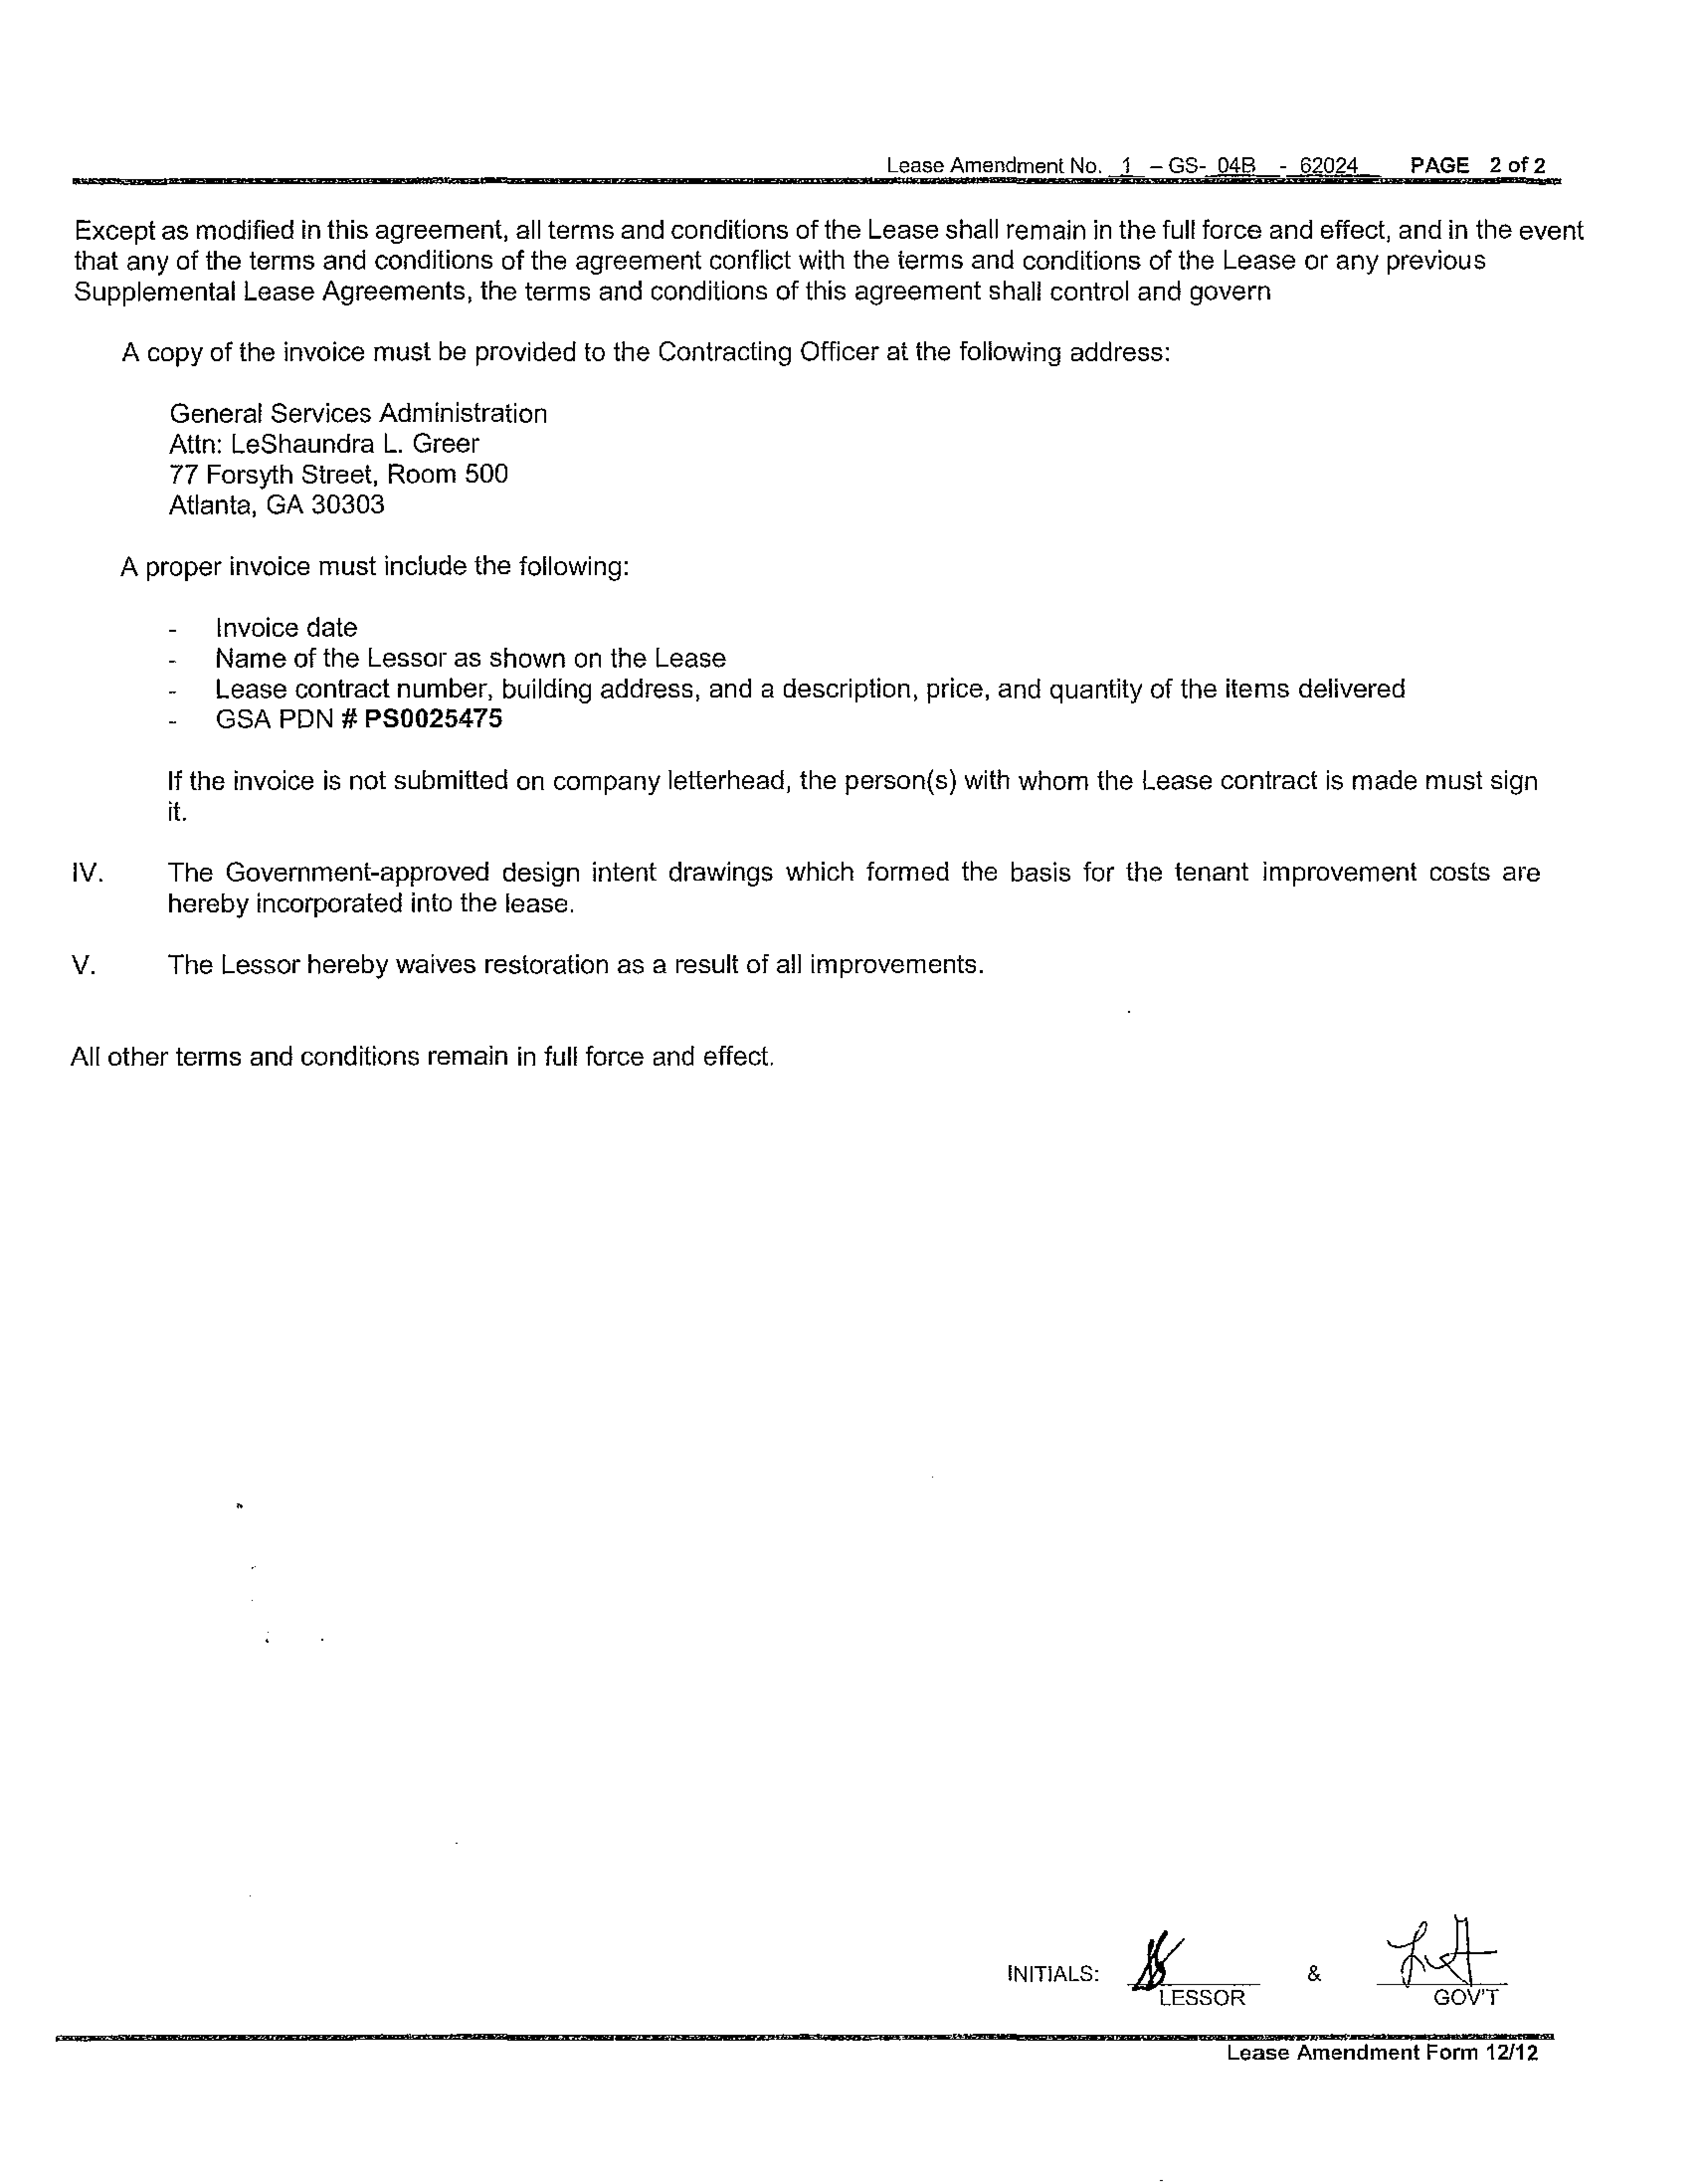 Lease Amendment No. 1 – GS- 04B - 62024 PAGE 2 of 2
Except as modified in this agreement, all terms and conditions of the Lease shall remain in the full force and effect, and in the event
that any of the terms and conditions of the agreement conflict with the terms and conditions of the Lease or any previous
Supplemental Lease Agreements, the terms and conditions of this agreement shall control and govern
A copy of the invoice must be provided to the Contracting Officer at the following address:
General Services Administration
Attn: LeShaundra L. Greer
77 Forsyth Street, Room 500
Atlanta, GA 30303
A proper invoice must include the following:
- Invoice date
- Name of the Lessor as shown on the Lease
- Lease contract number, building address, and a description, price, and quantity of the items delivered
- GSA PDN # PS0025475
If the invoice is not submitted on company letterhead, the person(s) with whom the Lease contract is made must sign
it.
IV. The Government-approved design intent drawings which formed the basis for the tenant improvement costs are
hereby incorporated into the lease.
V. The Lessor hereby waives restoration as a result of all improvements.
All other terms and conditions remain in full force and effect.
INITIALS: &
LESSOR GOV'T
Lease Amendment Form 12/12